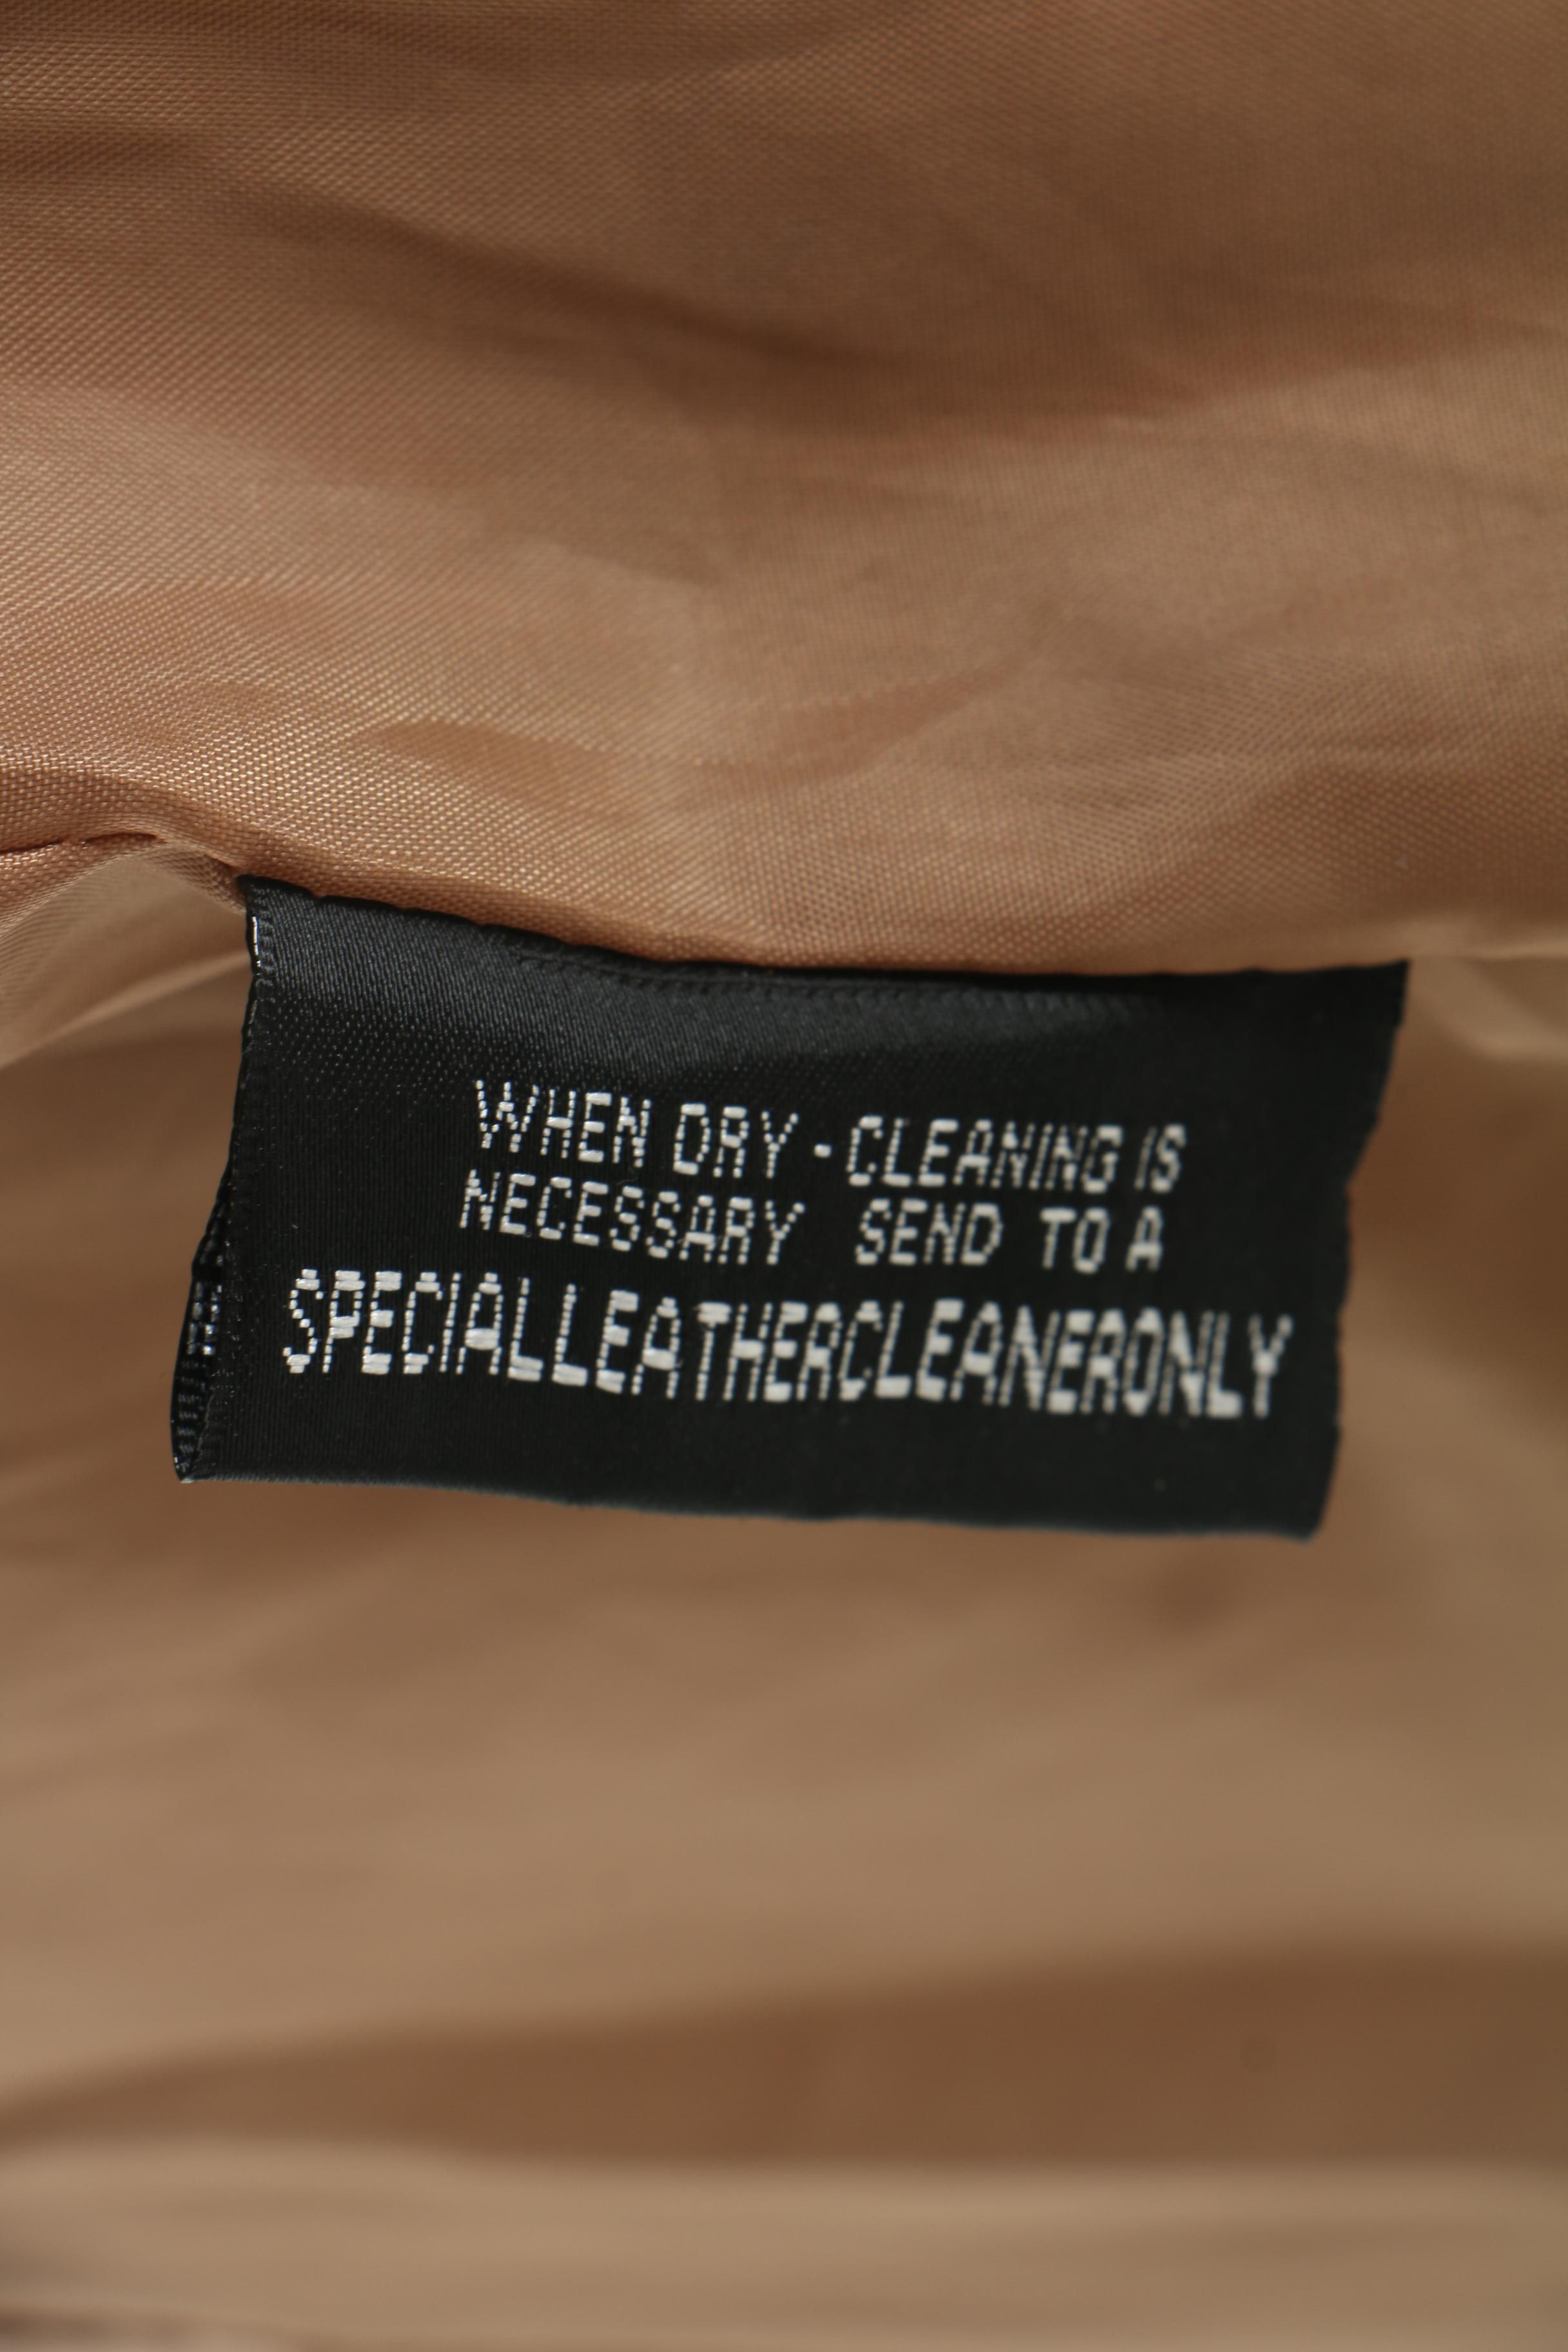 WHEN DRY-CLEANING IS
NECESSARY SEND TO A
SPECIALLEATHERCLEANERONLY